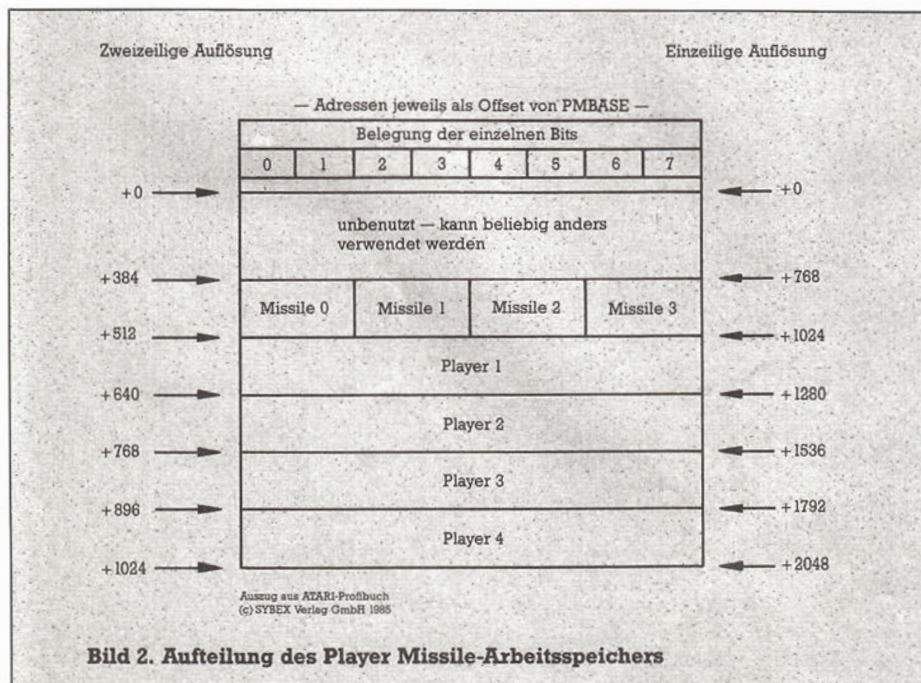 Zweizeilige Auflösung
Einzeilige Auflösung
— Adressen jeweils als Offset von PMBASE —
Belegung der einzelnen Bits
0 1 2 3 4 5 6 7
+0
+0
unbenutzt — kann beliebig anders
verwendet werden
+384
+768
Missile 0 Missile 1 Missile 2 Missile 3
+512
+1024
Player 1
+640
+1280
Player 2
+768
+1536
Player 3
+896
+1792
Player 4
+1024
+2048
Auszug aus ATARI-Profibuch
(c) SYBEX Verlag GmbH 1985
Bild 2. Aufteilung des Player Missile-Arbeitsspeichers